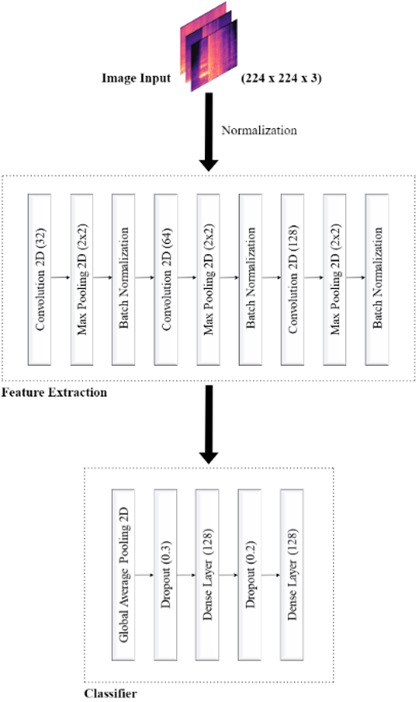 Image Input
(224 x 224 x 3)
Normalization
Convolution 2D (32)
Max Pooling 2D (2x2)
Batch Normalization
Convolution 2D (64)
Max Pooling 2D (2x2)
Batch Normalization
Convolution 2D (128)
Max Pooling 2D (2x2)
Batch Normalization
Feature Extraction
Global Average Pooling 2D
Dropout (0.3)
Dense Layer (128)
Dropout (0.2)
Dense Layer (128)
Classifier